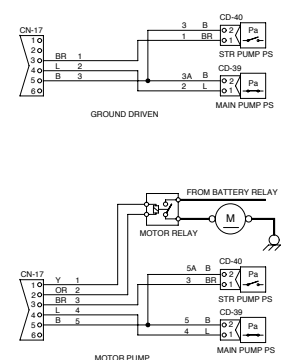 CD-40
CN-17 3 B 2 Pa
1 1 BR 1
2 STR PUMP PS
3 BR 1
4 L 2 CD-39
5 B 3 3A B 2 Pa
6 2 L 1
GROUND DRIVEN MAIN PUMP PS
FROM BATTERY RELAY
M
MOTOR RELAY
CD-40
CN-17 5A B 2 Pa
1 Y 1 3 BR 1
2 OR 2 STR PUMP PS
3 BR 3
4 L 4 CD-39
5 B 5 5 B 2 Pa
6 4 L 1
MOTOR PUMP MAIN PUMP PS